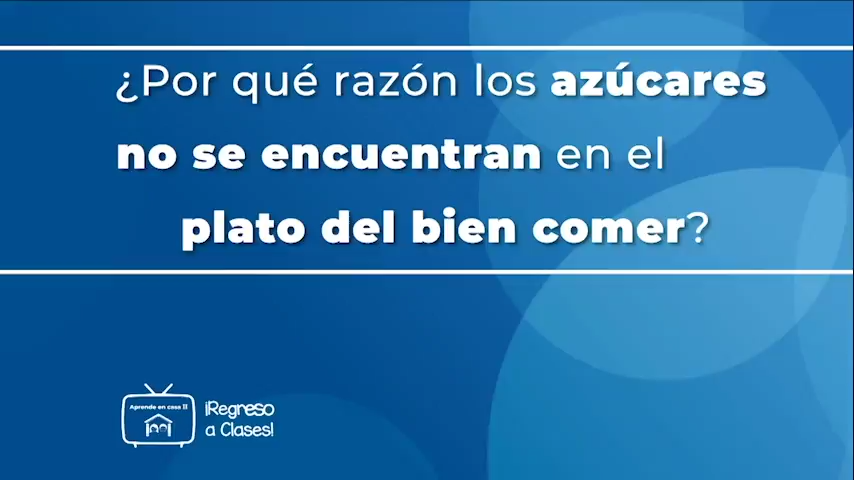 ¿Por qué razón los azúcares
no se encuentran en el
plato del bien comer?
Aprende en casa II
¡Regreso
a Clases!